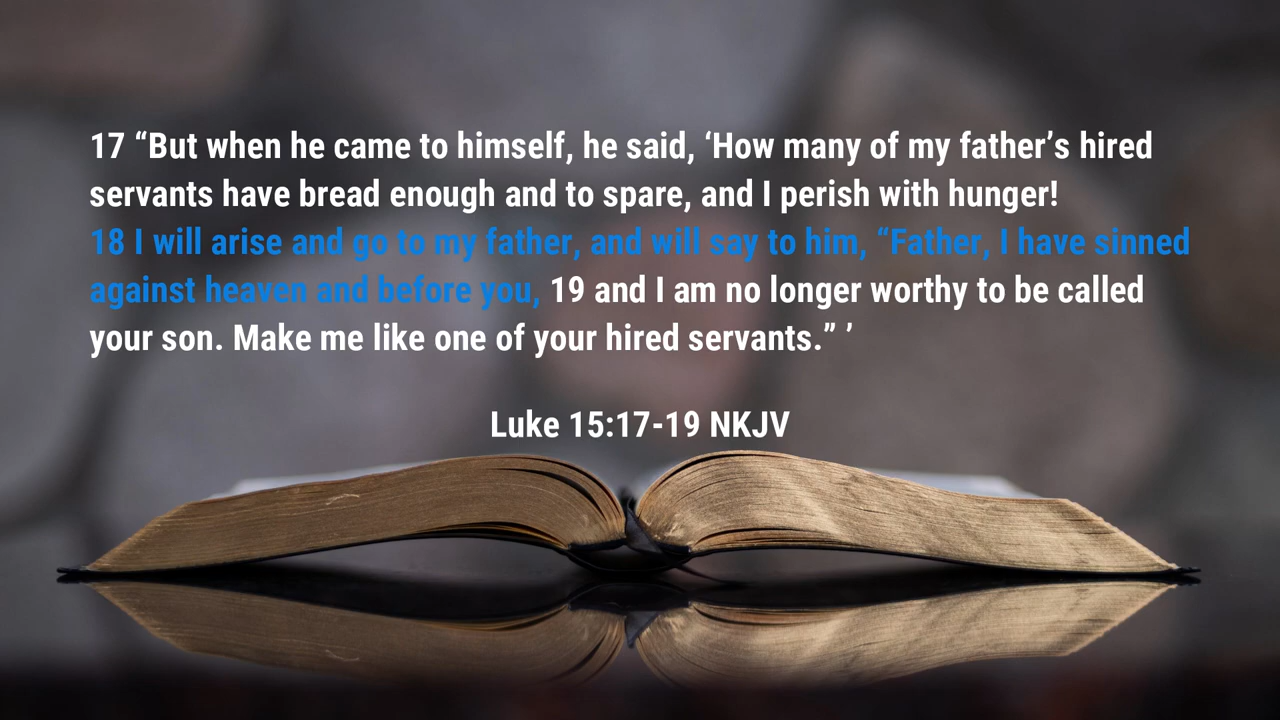 17 “But when he came to himself, he said, ‘How many of my father’s hired
servants have bread enough and to spare, and I perish with hunger!
18 I will arise and go to my father, and will say to him, “Father, I have sinned
against heaven and before you, 19 and I am no longer worthy to be called
your son. Make me like one of your hired servants.” ’
Luke 15:17-19 NKJV